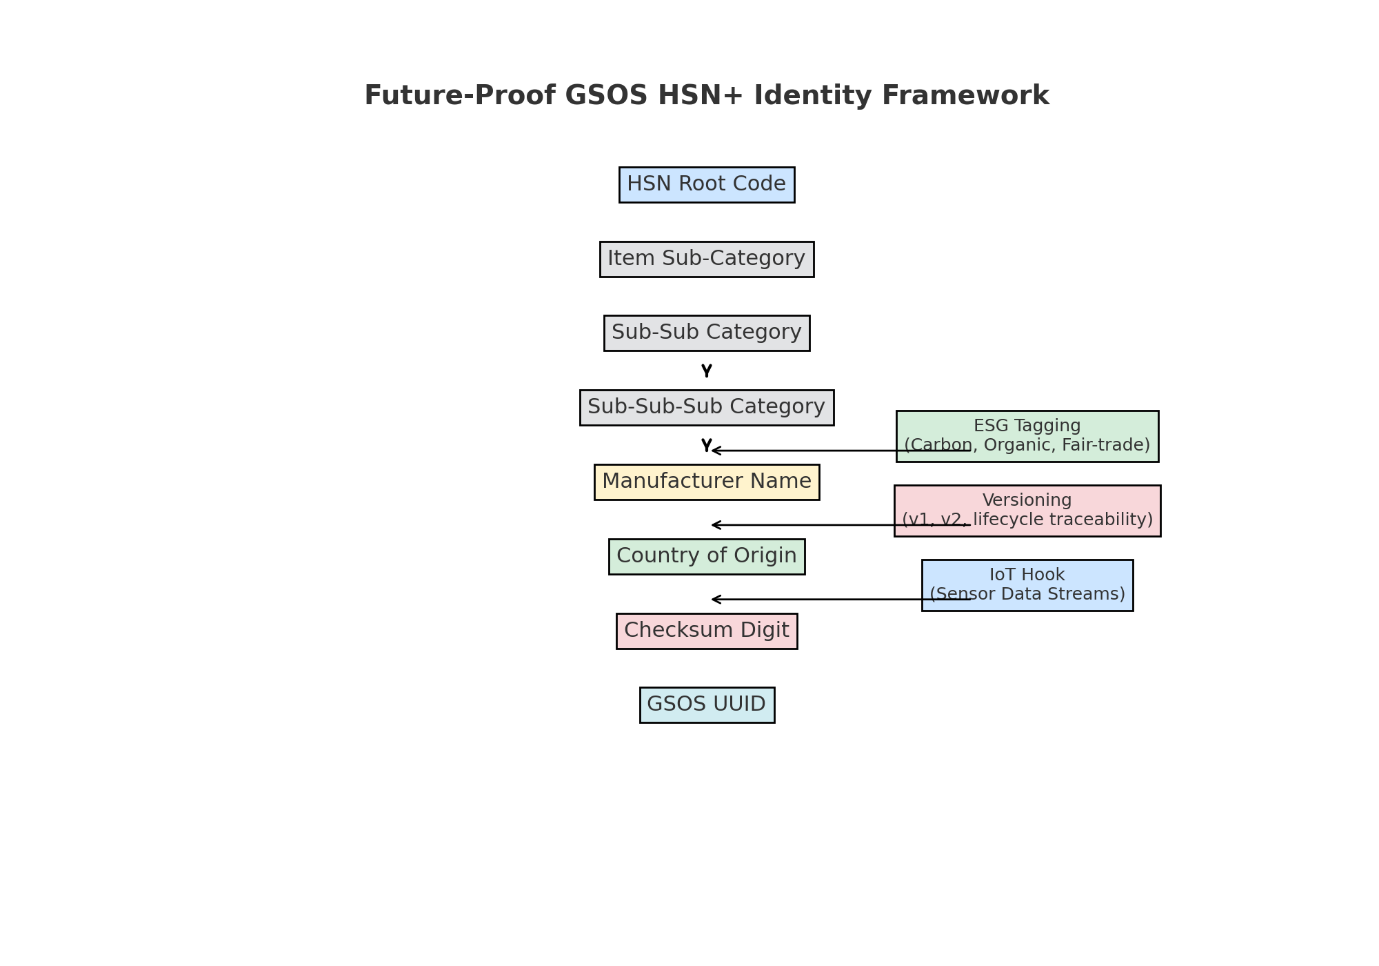 Future-Proof GSOS HSN+ Identity Framework
HSN Root Code
Item Sub-Category
Sub-Sub Category
Sub-Sub-Sub Category
ESG Tagging
(Carbon, Organic, Fair-trade)
Manufacturer Name
Versioning
(v1, v2, lifecycle traceability)
Country of Origin
IoT Hook
(Sensor Data Streams)
Checksum Digit
GSOS UUID